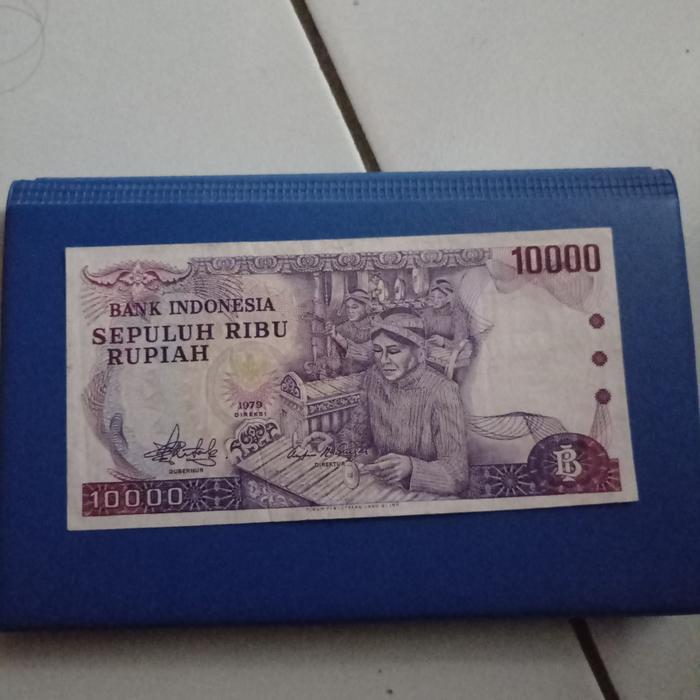 10000
BANK INDONESIA
SEPULUH RIBU
RUPIAH
1979
DIREKSI
GUBERNUR
DIREKTUR
10000